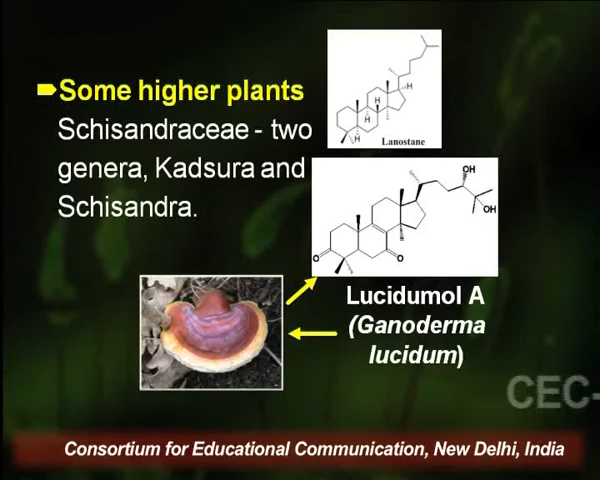 Some higher plants
Schisandraceae - two
genera, Kadsura and
Schisandra.
H
H
H
H
Lanostane
OH
OH
O
O
Lucidumol A
(Ganoderma
lucidum)
CEC-
Consortium for Educational Communication, New Delhi, India